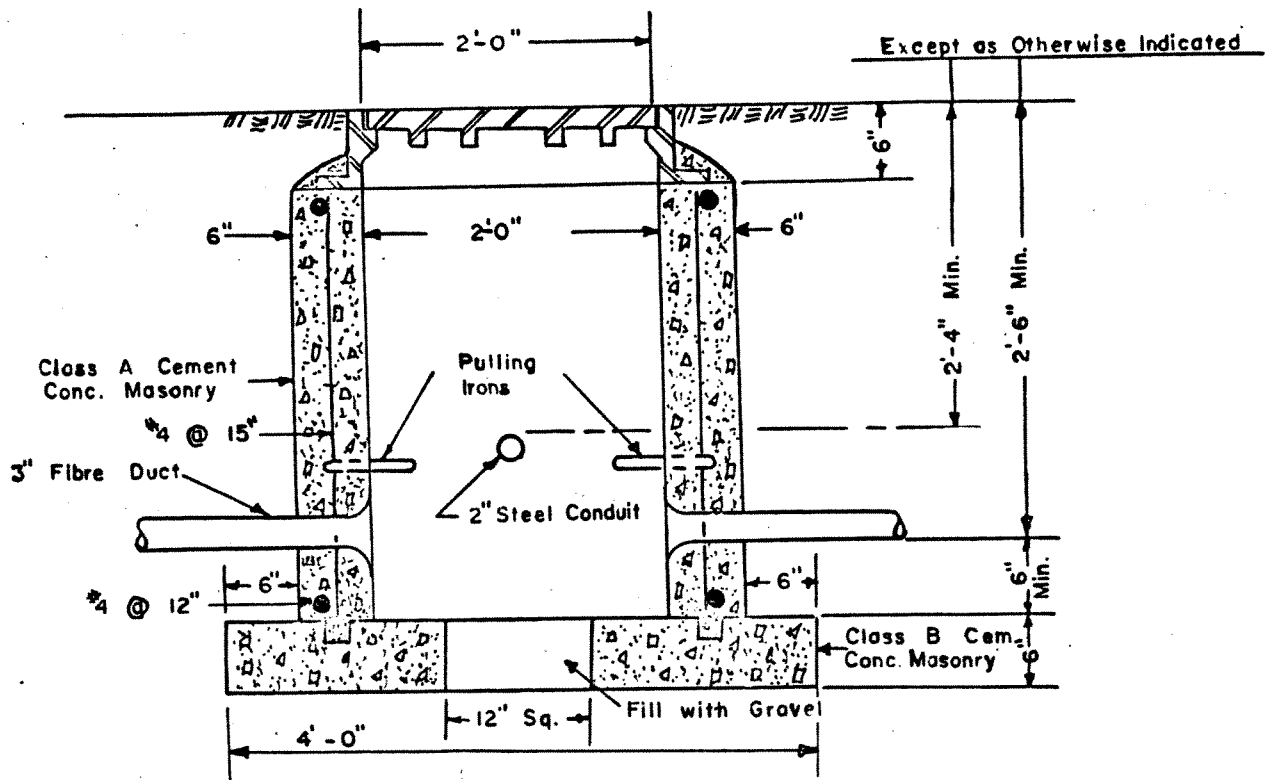 2'-0"
Except as Otherwise Indicated
6"
6"
2'-0"
6"
2'-4" Min.
2'-6" Min.
Class A Cement
Conc. Masonry
Pulling
Irons
#4 @ 15"
3" Fibre Duct
2" Steel Conduit
6"
6"
6"
Min.
#4 @ 12"
Class B Cem.
Conc. Masonry
6"
Fill with Gravel
12" Sq.
4'-0"